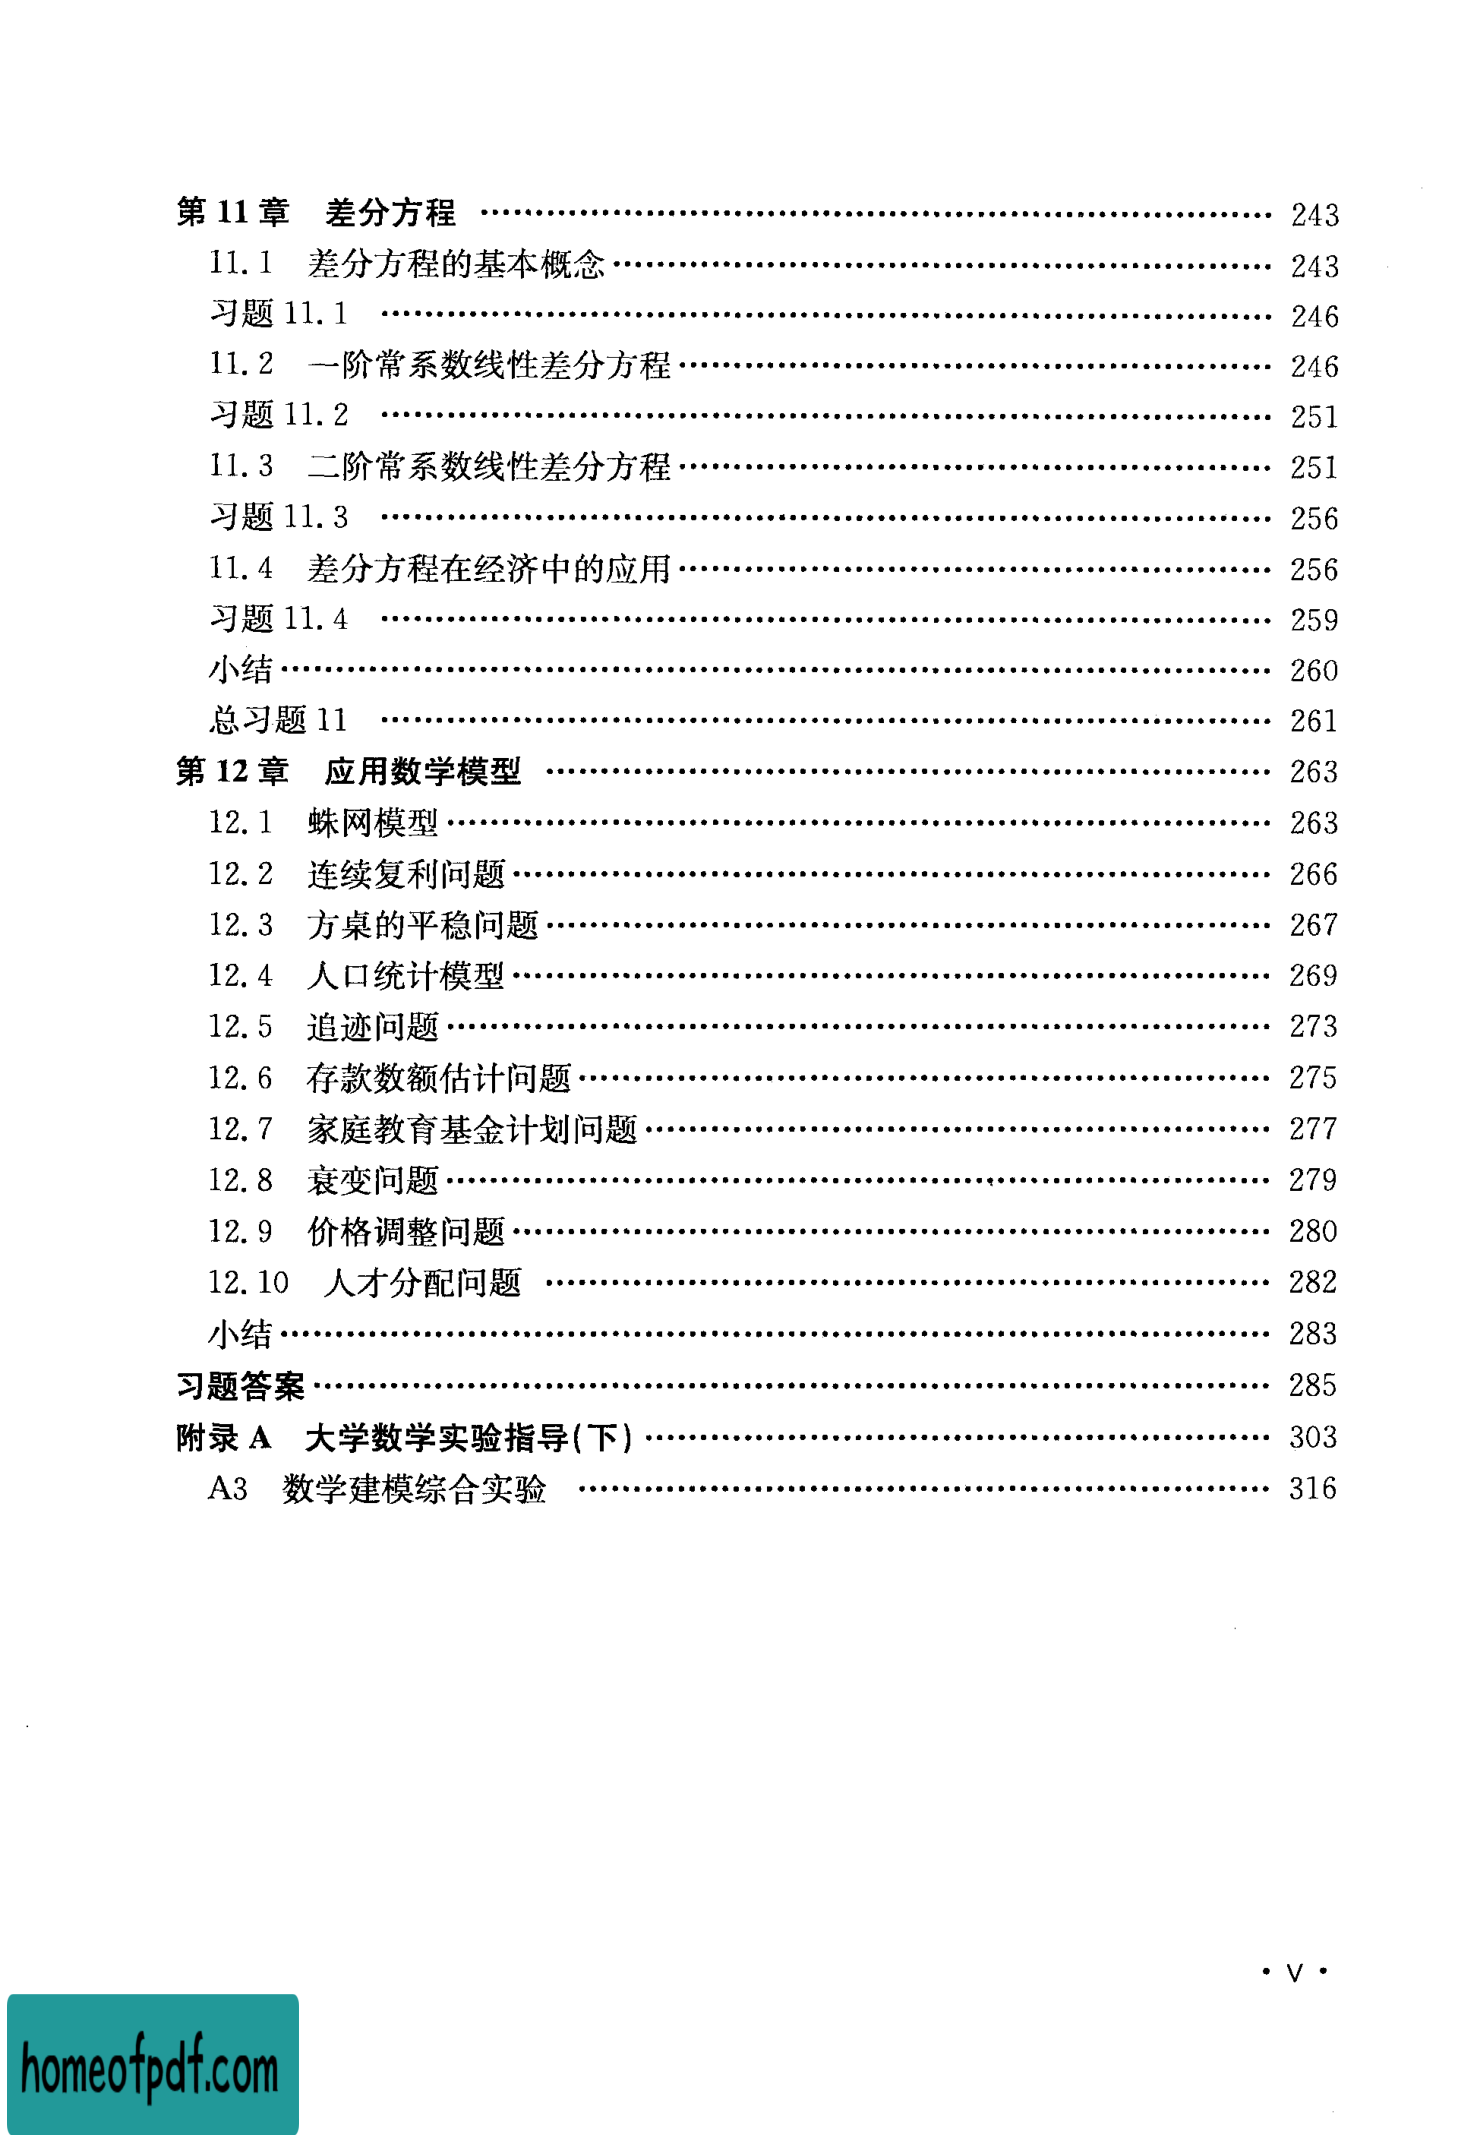 第 11 章　差分方程 …… 243
11.1　差分方程的基本概念 …… 243
习题 11.1 …… 246
11.2　一阶常系数线性差分方程 …… 246
习题 11.2 …… 251
11.3　二阶常系数线性差分方程 …… 251
习题 11.3 …… 256
11.4　差分方程在经济中的应用 …… 256
习题 11.4 …… 259
小结 …… 260
总习题 11 …… 261
第 12 章　应用数学模型 …… 263
12.1　蛛网模型 …… 263
12.2　连续复利问题 …… 266
12.3　方桌的平稳问题 …… 267
12.4　人口统计模型 …… 269
12.5　追迹问题 …… 273
12.6　存款数额估计问题 …… 275
12.7　家庭教育基金计划问题 …… 277
12.8　衰变问题 …… 279
12.9　价格调整问题 …… 280
12.10　人才分配问题 …… 282
小结 …… 283
习题答案 …… 285
附录 A　大学数学实验指导(下) …… 303
A3　数学建模综合实验 …… 316
· V ·
homeofpdf.com